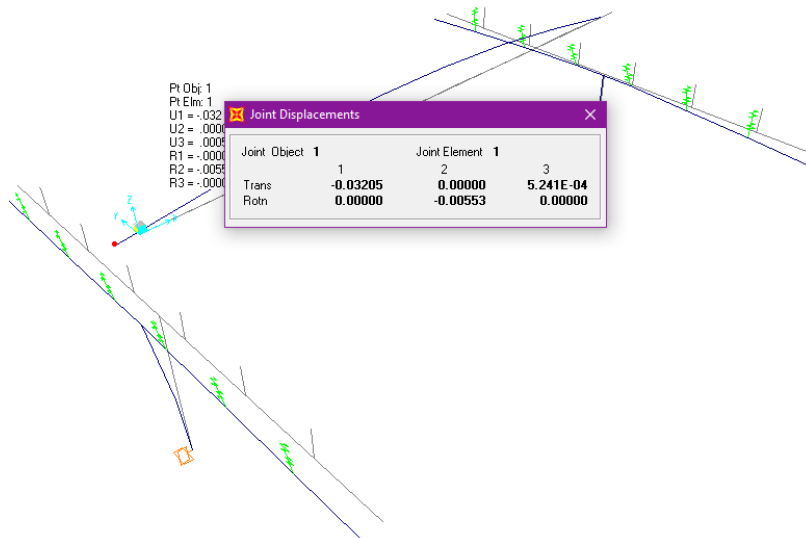 Pt Obj: 1
Pt Elm: 1
U1 = -.032
U2 = .0000
U3 = .0005
R1 = -.0000
R2 = -.0055
R3 = -.0000
Joint Displacements
Joint Object 1 Joint Element 1
1 2 3
Trans -0.03205 0.00000 5.241E-04
Rotn 0.00000 -0.00553 0.00000
Z
Y